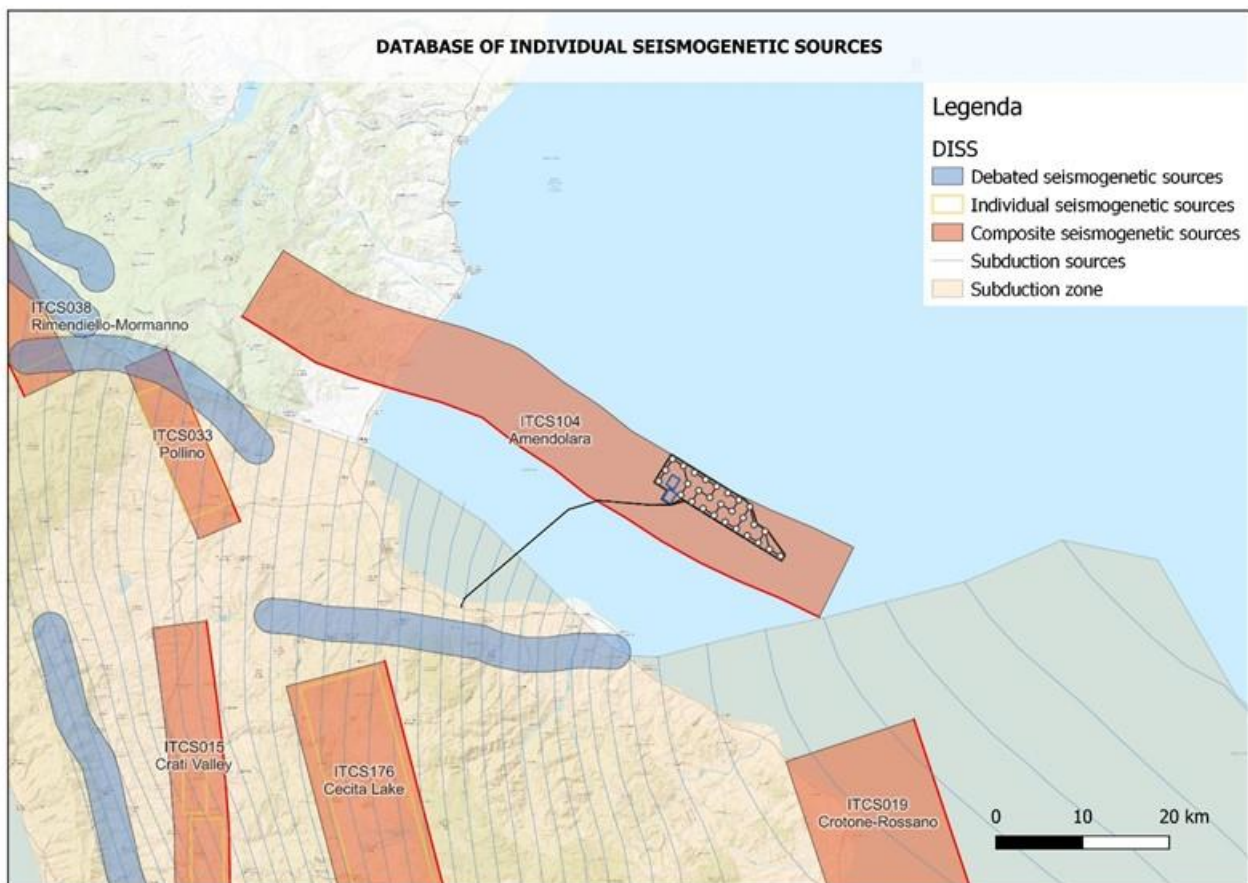 DATABASE OF INDIVIDUAL SEISMOGENETIC SOURCES
Legenda
DISS
Debated seismogenetic sources
Individual seismogenetic sources
Composite seismogenetic sources
Subduction sources
Subduction zone
ITCS038
Rimendiello-Mormanno
ITCS033
Pollino
ITCS104
Amendolara
ITCS015
Crati Valley
ITCS176
Cecita Lake
ITCS019
Crotone-Rossano
0 10 20 km